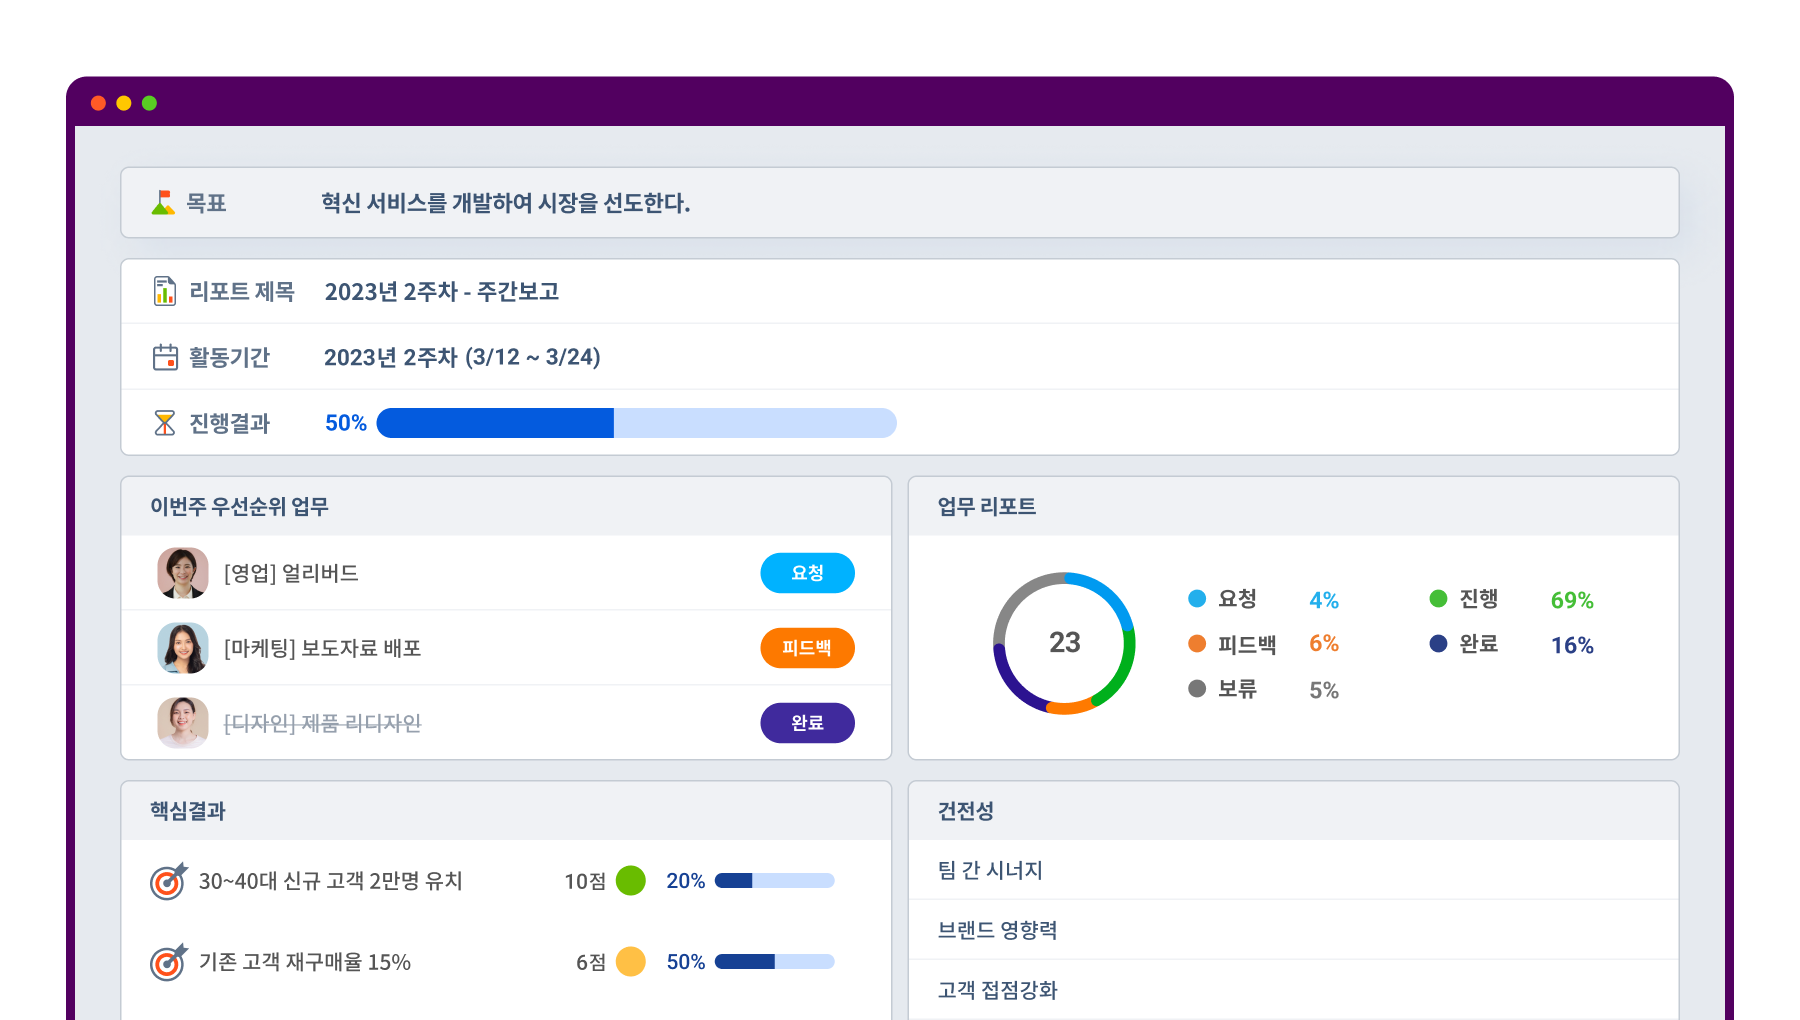 목표 혁신 서비스를 개발하여 시장을 선도한다.
리포트 제목 2023년 2주차 - 주간보고
활동기간 2023년 2주차 (3/12 ~ 3/24)
진행결과 50%
이번주 우선순위 업무
[영업] 얼리버드 요청
[마케팅] 보도자료 배포 피드백
[디자인] 제품 리디자인 완료
업무 리포트
23
요청 4% 진행 69%
피드백 6% 완료 16%
보류 5%
핵심결과
30~40대 신규 고객 2만명 유치 10점 20%
기존 고객 재구매율 15% 6점 50%
건전성
팀 간 시너지
브랜드 영향력
고객 접점강화